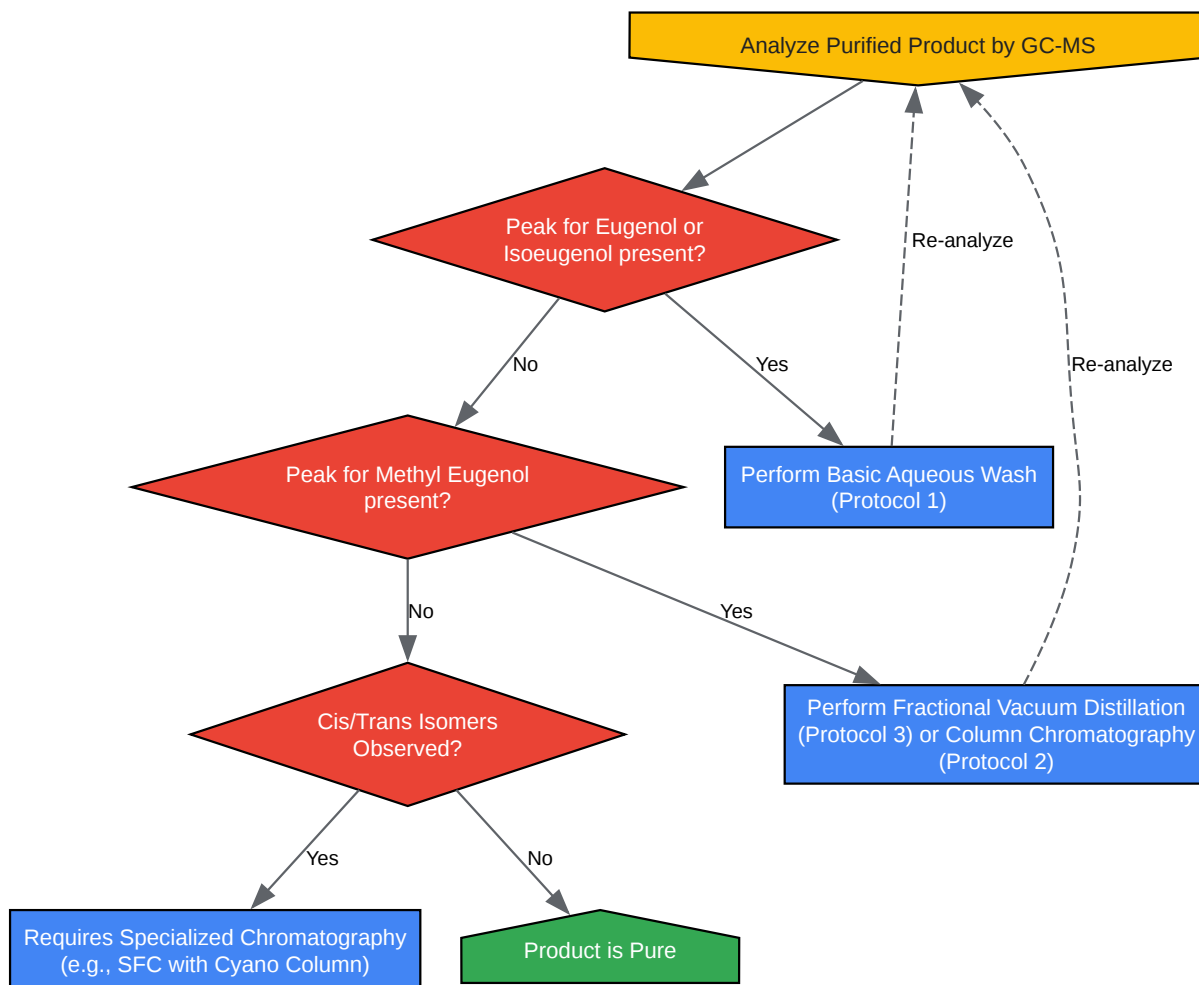 Analyze Purified Product by GC-MS
Peak for Eugenol or
Isoeugenol present?
Re-analyze
No
Yes
Re-analyze
Peak for Methyl Eugenol
present?
Perform Basic Aqueous Wash
(Protocol 1)
No
Yes
Cis/Trans Isomers
Observed?
Perform Fractional Vacuum Distillation
(Protocol 3) or Column Chromatography
(Protocol 2)
Yes
No
Requires Specialized Chromatography
(e.g., SFC with Cyano Column)
Product is Pure